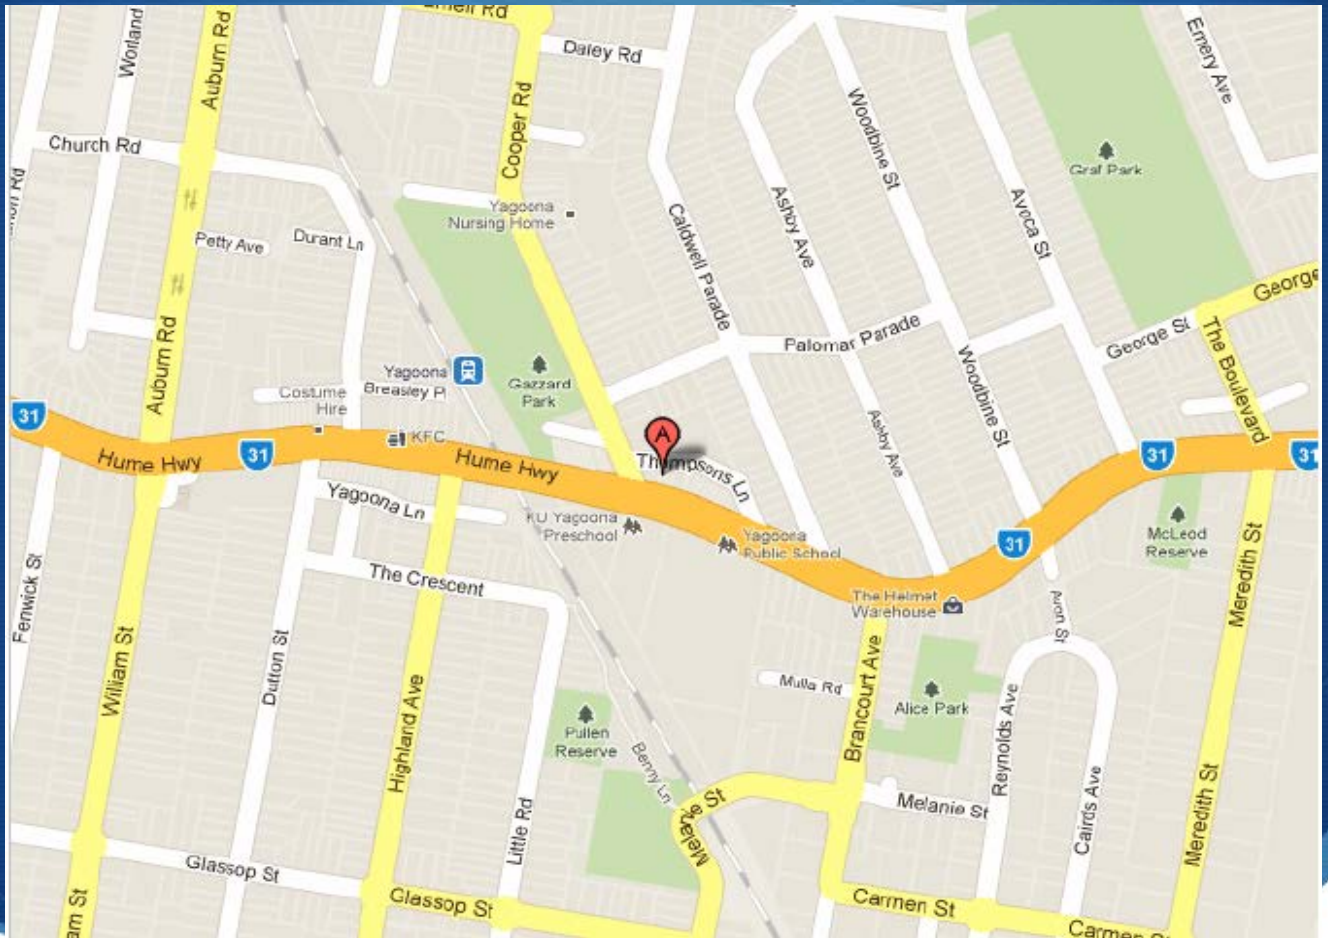 Worland
Auburn Rd
Cooper Rd
Daley Rd
Emery Ave
Church Rd
Woodbine St
Graf Park
Yagoona
Nursing Home
Ashby Ave
Avoca St
Caldwell Parade
Petty Ave
Durant Ln
George
George St
The Boulevard
Auburn Rd
Palomar Parade
Woodbine St
Yagoona
Breasley Pl
Gazzard
Park
Costume
Hire
KFC
31
Hume Hwy
31
Hume Hwy
A
Thompsons Ln
Ashby Ave
31
31
Yagoona Ln
KU Yagoona
Preschool
Yagoona
Public School
31
McLeod
Reserve
Fenwick St
The Crescent
The Helmet
Warehouse
Avon St
Meredith St
William St
Dutton St
Highland Ave
Mulla Rd
Brancourt Ave
Alice Park
Pullen
Reserve
Benny Ln
Reynolds Ave
Cairds Ave
Meredith St
Melanie St
Melanie St
Little Rd
Glassop St
Glassop St
Carmen St
Carmen St